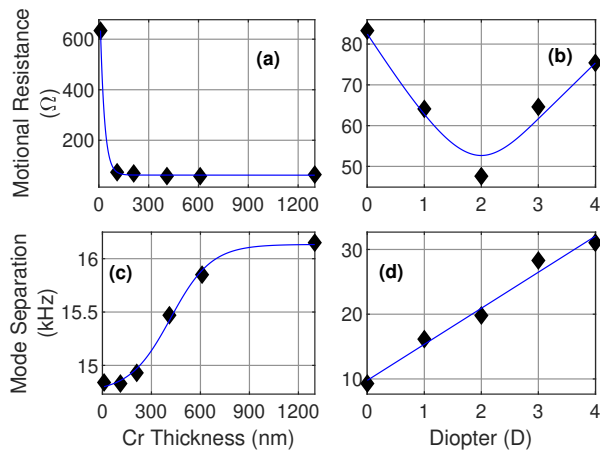 Motional Resistance
(Ω)
600
400
200
(a)
0 300 600 900 1200
80
70
60
50
(b)
0 1 2 3 4
Mode Separation
(kHz)
16
15.5
15
(c)
0 300 600 900 1200
Cr Thickness (nm)
30
20
10
(d)
0 1 2 3 4
Diopter (D)